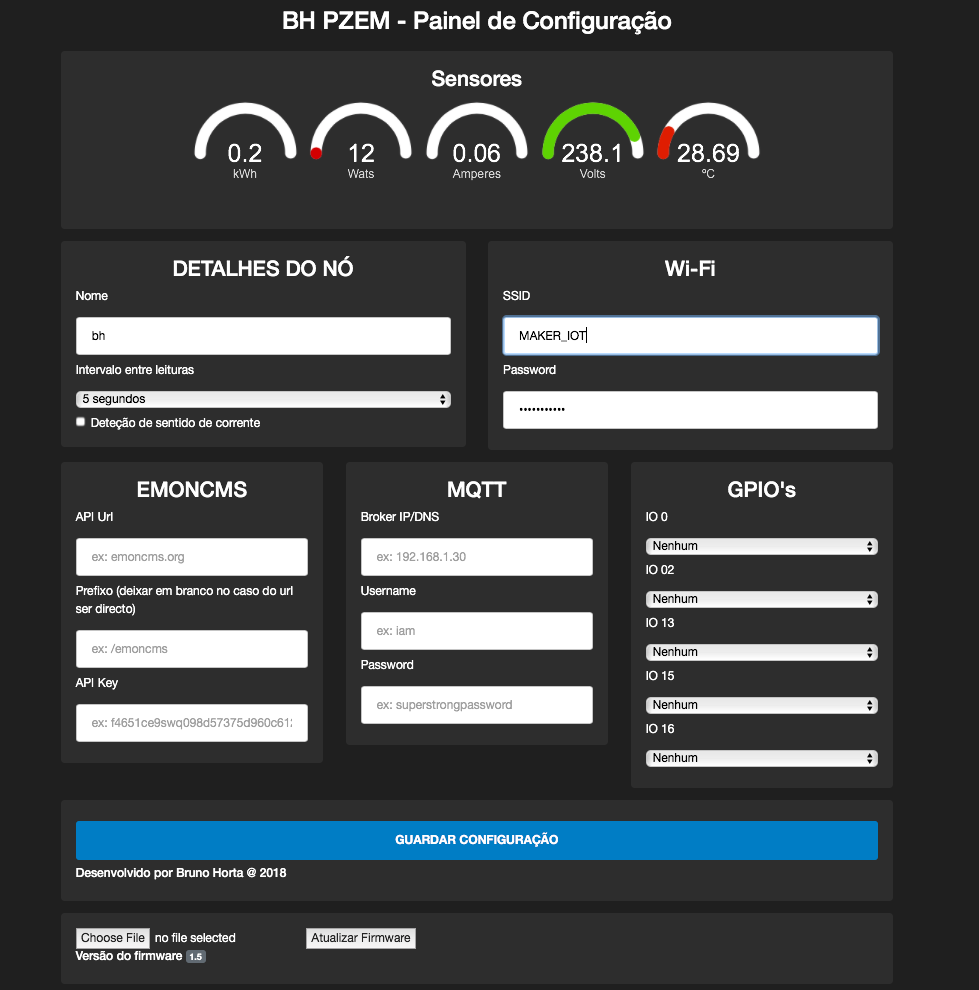 BH PZEM - Painel de Configuração
Sensores
0.2
kWh
12
Wats
0.06
Amperes
238.1
Volts
28.69
ºC
DETALHES DO NÓ
Nome
bh
Intervalo entre leituras
5 segundos
Deteção de sentido de corrente
Wi-Fi
SSID
MAKER_IOT
Password
•••••••••••
EMONCMS
API Url
ex: emoncms.org
Prefixo (deixar em branco no caso do url
ser directo)
ex: /emoncms
API Key
ex: f4651ce9swq098d57375d960c61
MQTT
Broker IP/DNS
ex: 192.168.1.30
Username
ex: iam
Password
ex: superstrongpassword
GPIO's
IO 0
Nenhum
IO 02
Nenhum
IO 13
Nenhum
IO 15
Nenhum
IO 16
Nenhum
GUARDAR CONFIGURAÇÃO
Desenvolvido por Bruno Horta @ 2018
Choose File no file selected
Atualizar Firmware
Versão do firmware 1.5